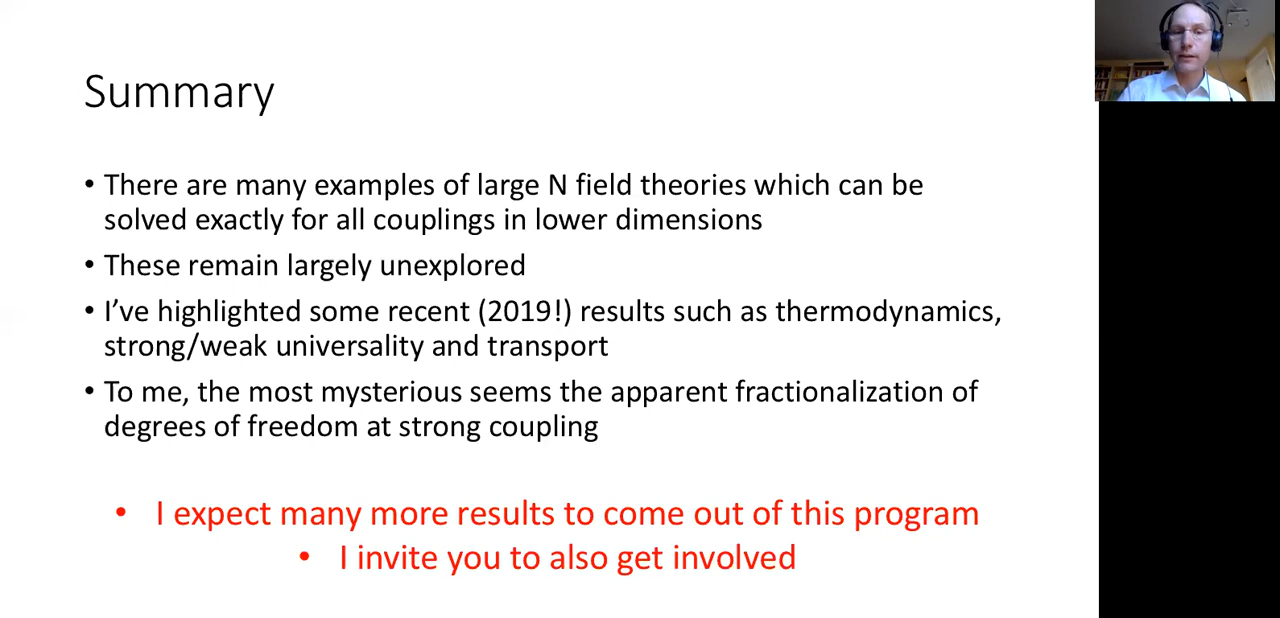 Summary
• There are many examples of large N field theories which can be
solved exactly for all couplings in lower dimensions
• These remain largely unexplored
• I’ve highlighted some recent (2019!) results such as thermodynamics,
strong/weak universality and transport
• To me, the most mysterious seems the apparent fractionalization of
degrees of freedom at strong coupling
• I expect many more results to come out of this program
• I invite you to also get involved